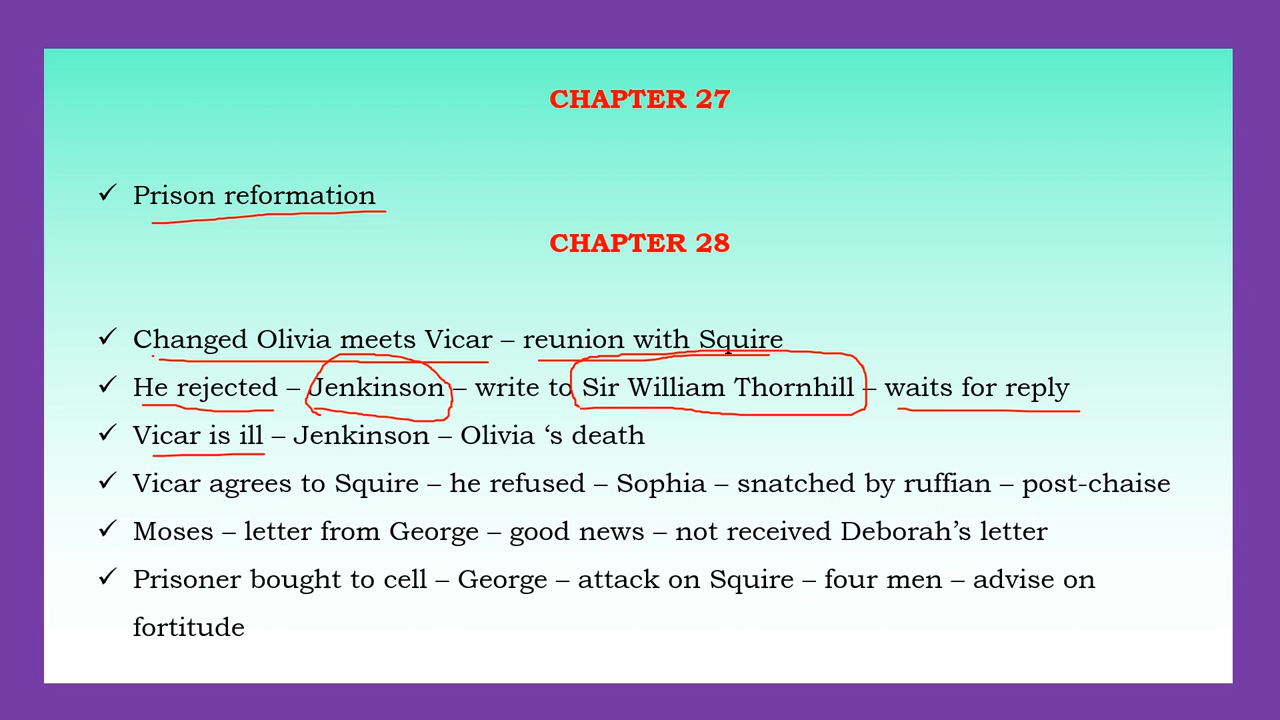 CHAPTER 27
✓ Prison reformation
CHAPTER 28
✓ Changed Olivia meets Vicar – reunion with Squire
✓ He rejected – Jenkinson – write to Sir William Thornhill – waits for reply
✓ Vicar is ill – Jenkinson – Olivia ‘s death
✓ Vicar agrees to Squire – he refused – Sophia – snatched by ruffian – post-chaise
✓ Moses – letter from George – good news – not received Deborah’s letter
✓ Prisoner bought to cell – George – attack on Squire – four men – advise on
fortitude